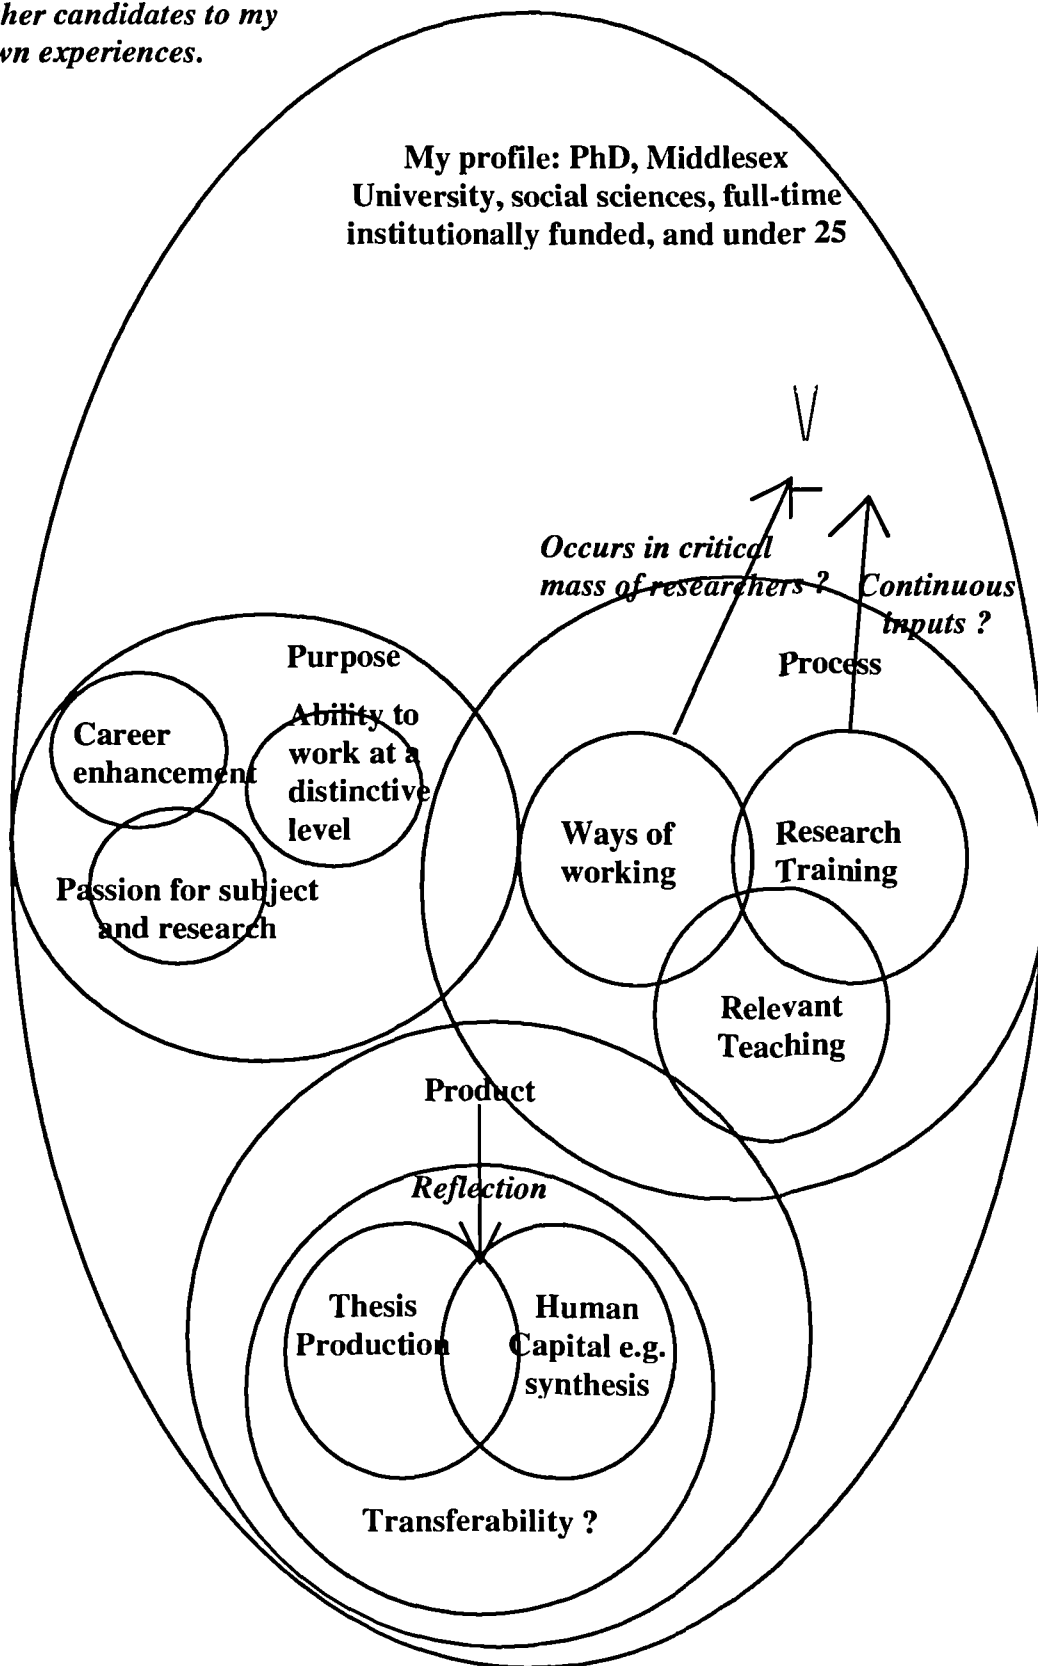 her candidates to my
wn experiences.
My profile: PhD, Middlesex
University, social sciences, full-time
institutionally funded, and under 25
Occurs in critical
mass of researchers ?
Continuous
inputs ?
Purpose
Process
Career
enhancement
Ability to
work at a
distinctive
level
Passion for subject
and research
Ways of
working
Research
Training
Relevant
Teaching
Product
Reflection
Thesis
Production
Human
Capital e.g.
synthesis
Transferability ?